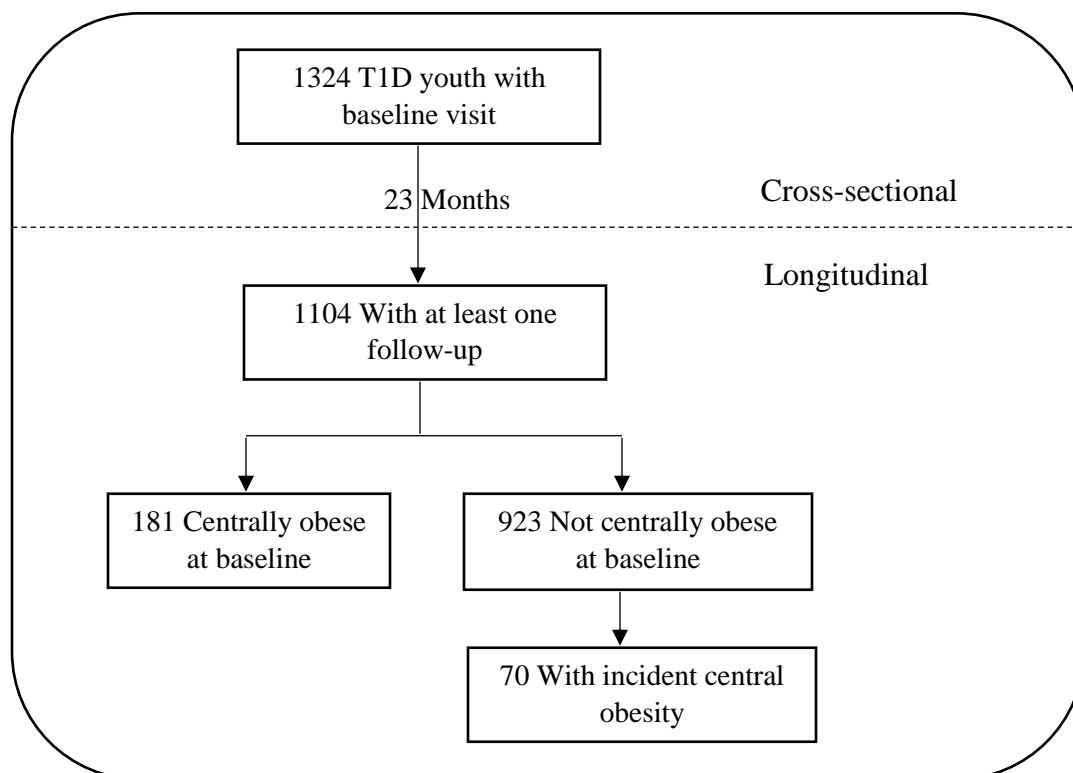 1324 T1D youth with
baseline visit
23 Months
Cross-sectional
Longitudinal
1104 With at least one
follow-up
181 Centrally obese
at baseline
923 Not centrally obese
at baseline
70 With incident central
obesity